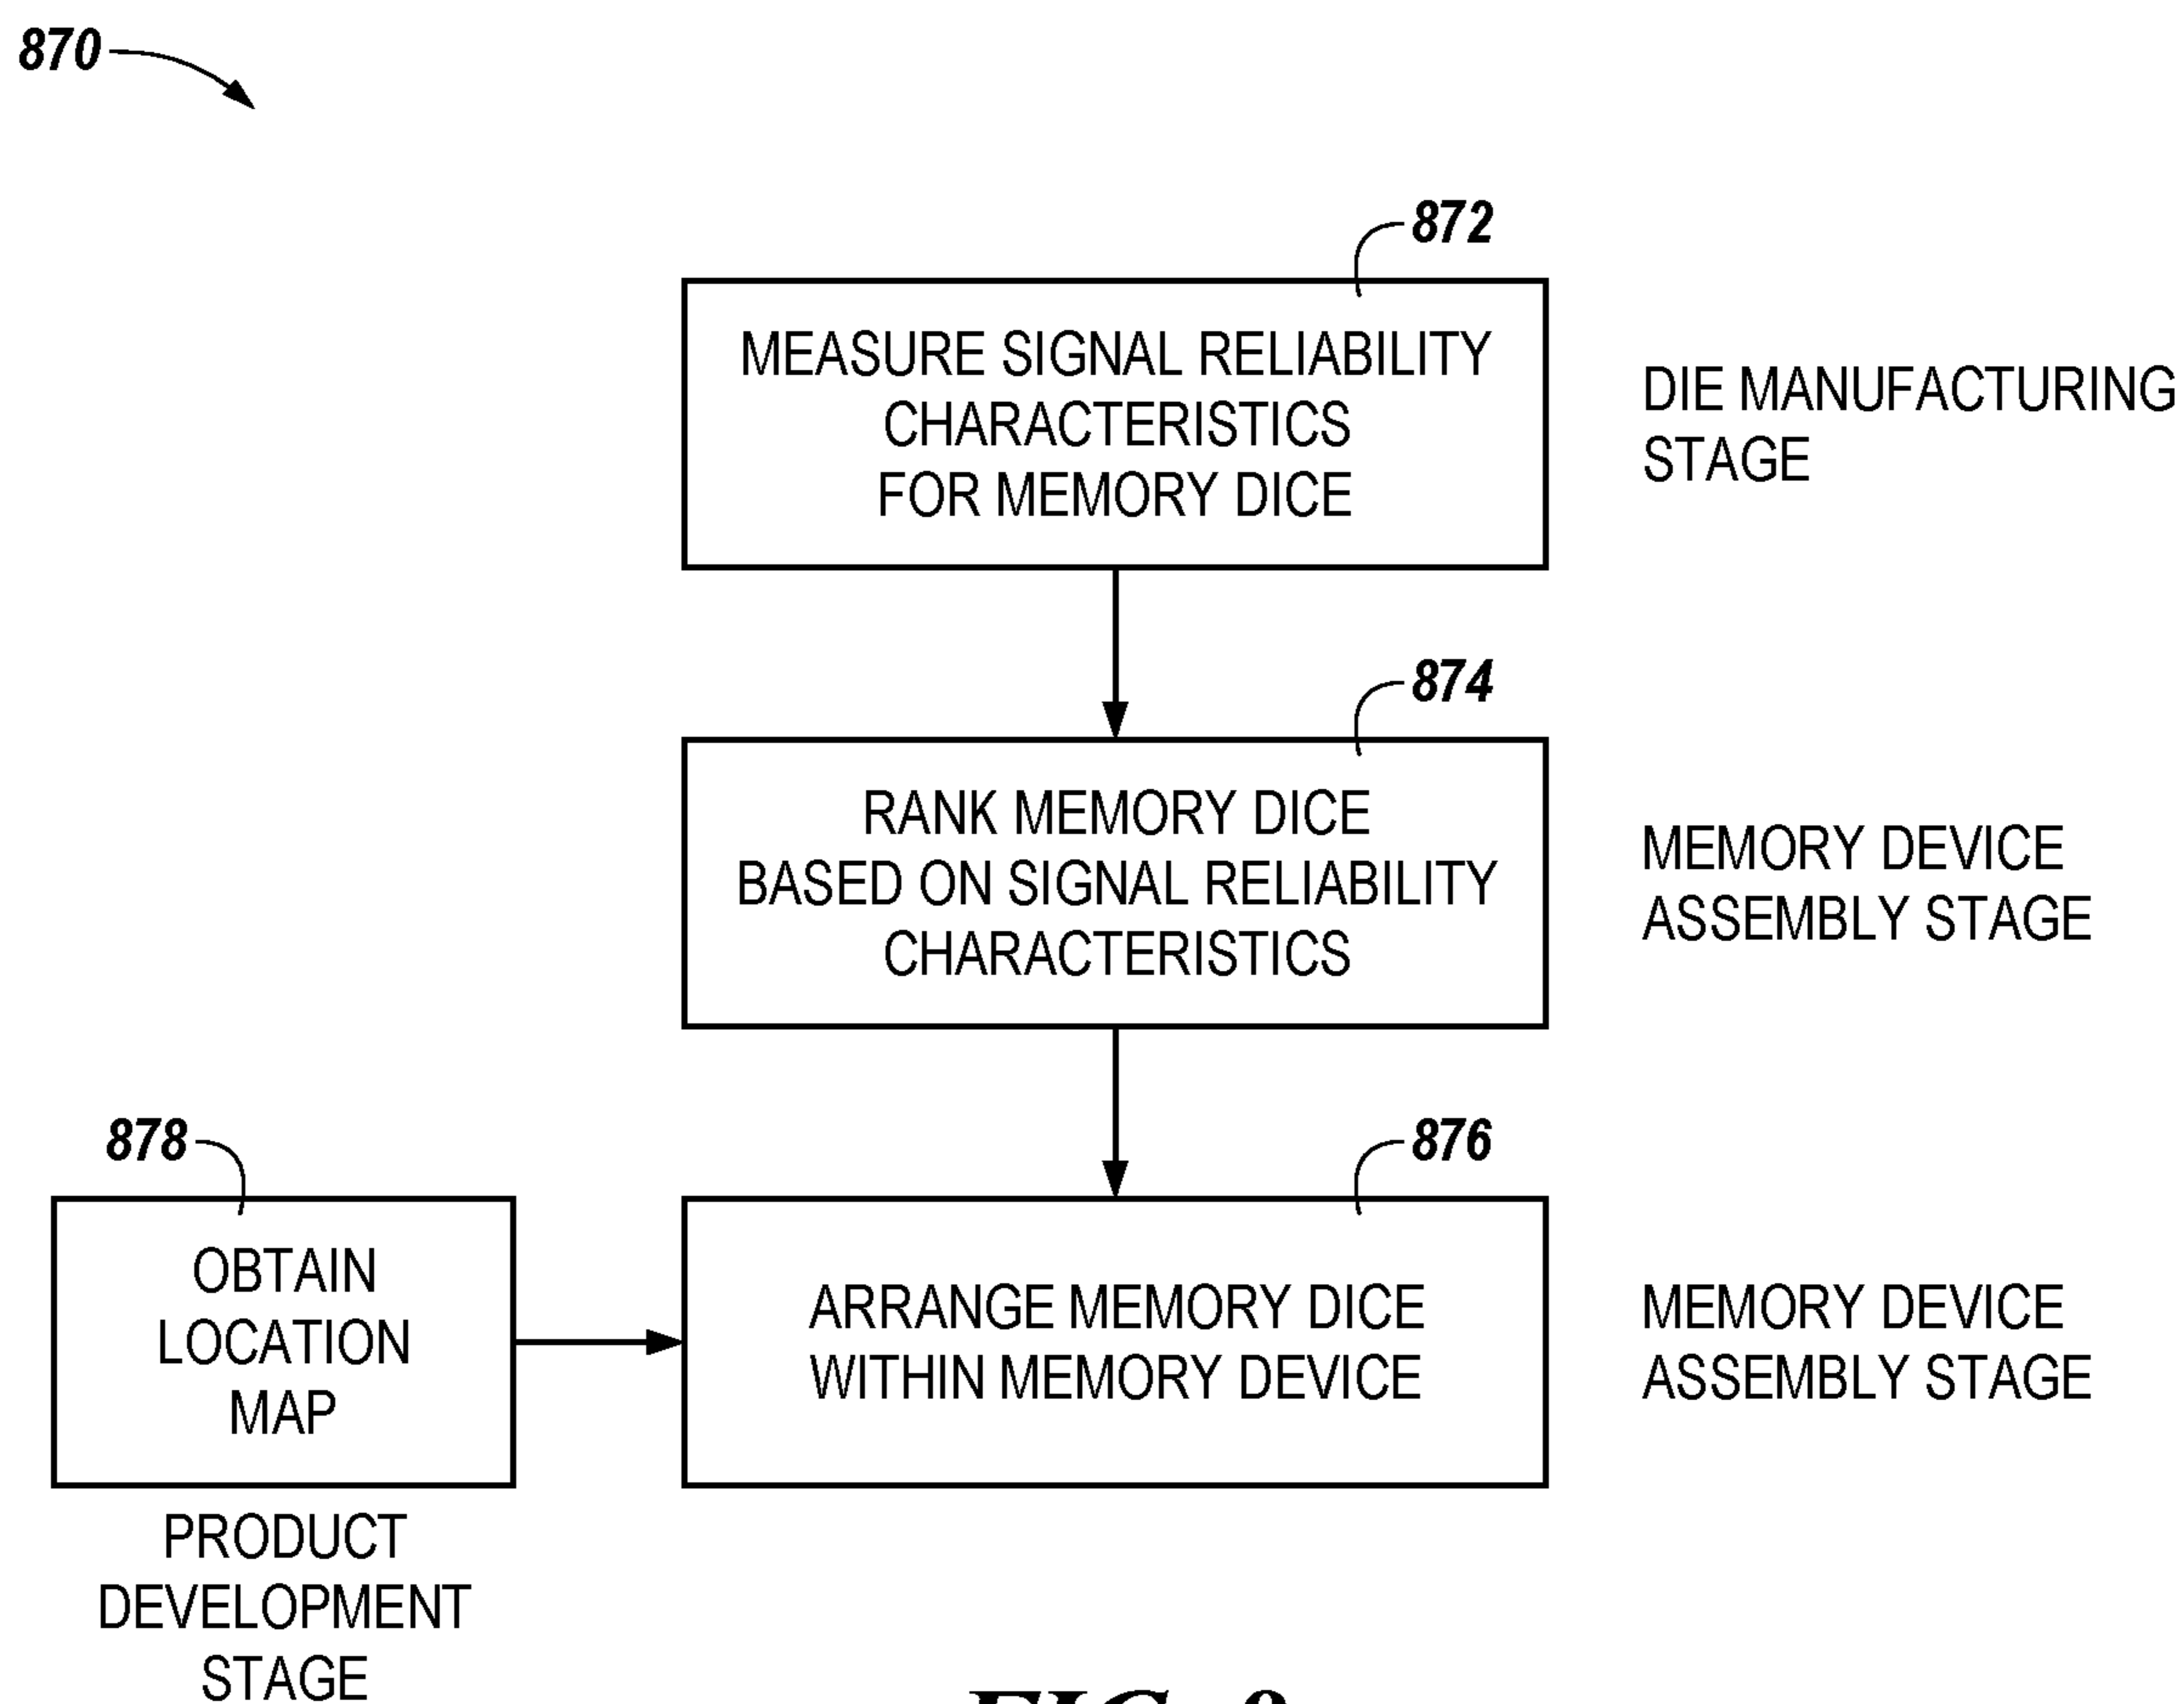 870
872
MEASURE SIGNAL RELIABILITY
CHARACTERISTICS
FOR MEMORY DICE
DIE MANUFACTURING
STAGE
874
RANK MEMORY DICE
BASED ON SIGNAL RELIABILITY
CHARACTERISTICS
MEMORY DEVICE
ASSEMBLY STAGE
878
OBTAIN
LOCATION
MAP
PRODUCT
DEVELOPMENT
STAGE
876
ARRANGE MEMORY DICE
WITHIN MEMORY DEVICE
MEMORY DEVICE
ASSEMBLY STAGE